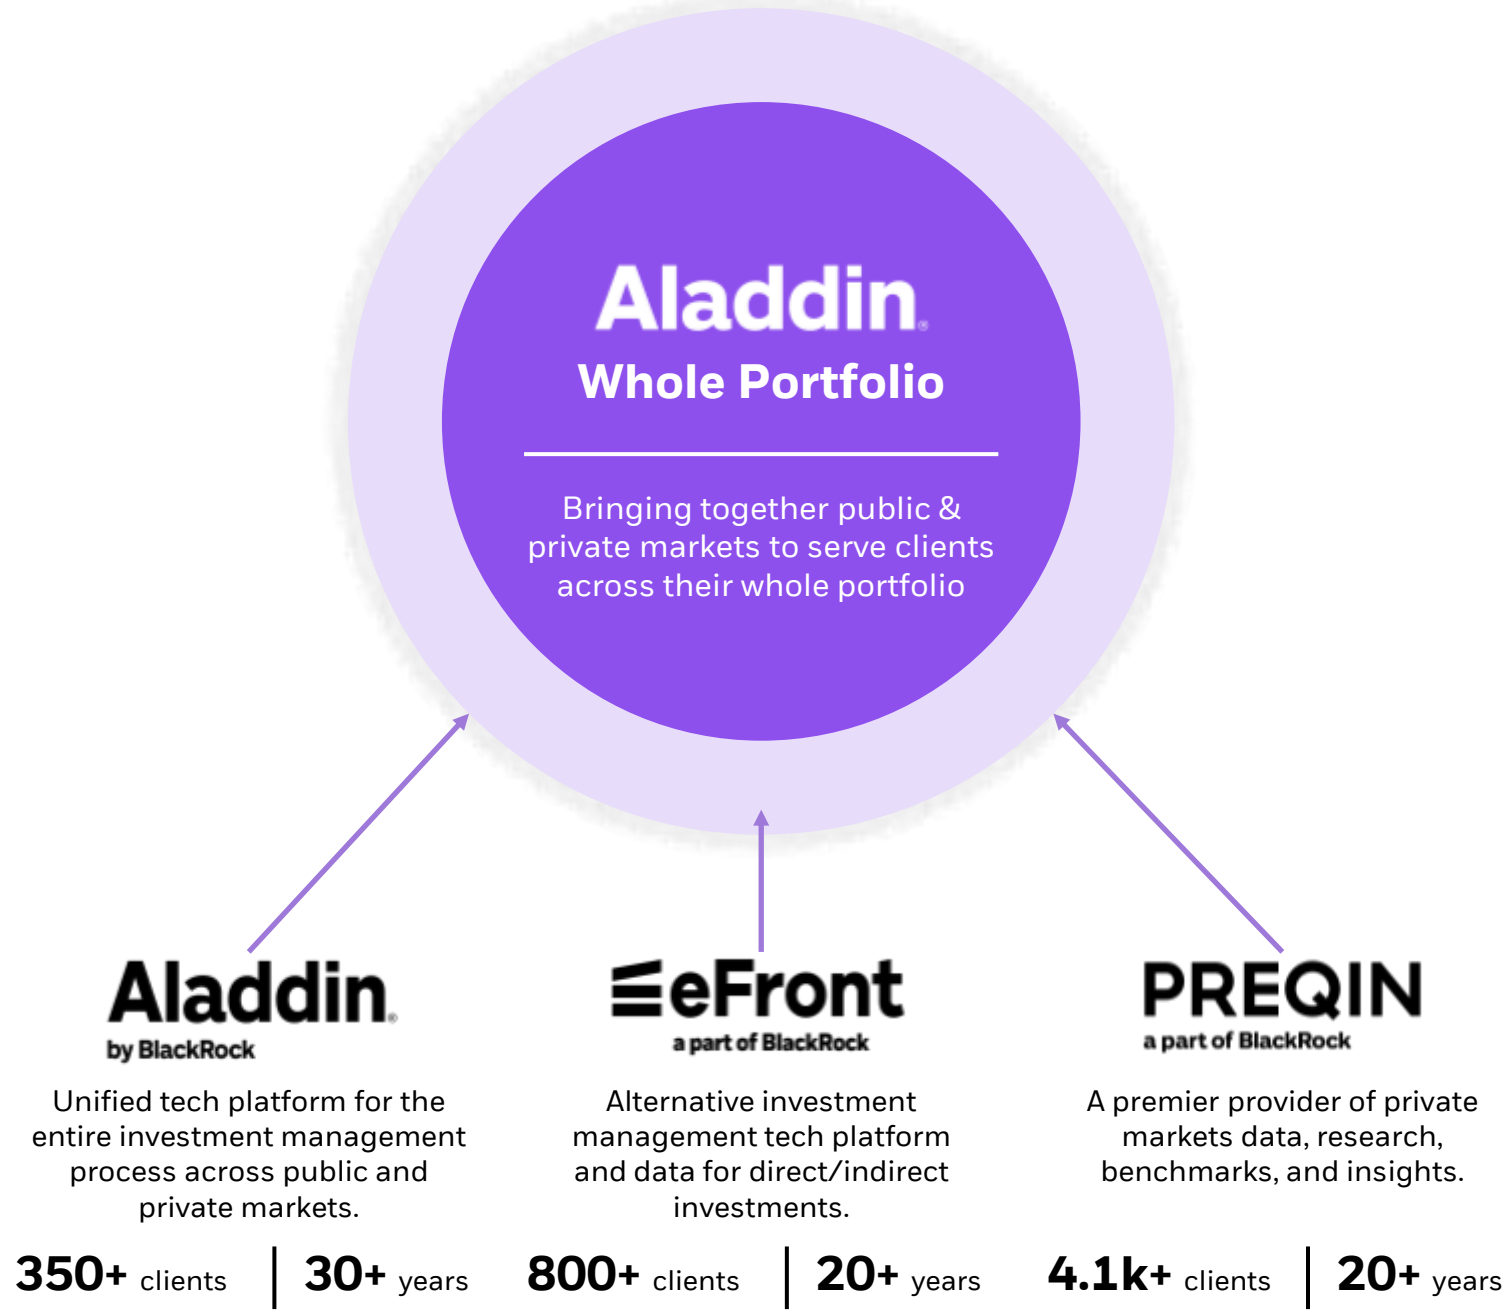 Aladdin®
Whole Portfolio
Bringing together public &
private markets to serve clients
across their whole portfolio
Aladdin®
by BlackRock
Unified tech platform for the
entire investment management
process across public and
private markets.
350+ clients
30+ years
eFront
a part of BlackRock
Alternative investment
management tech platform
and data for direct/indirect
investments.
800+ clients
20+ years
PREQIN
a part of BlackRock
A premier provider of private
markets data, research,
benchmarks, and insights.
4.1k+ clients
20+ years